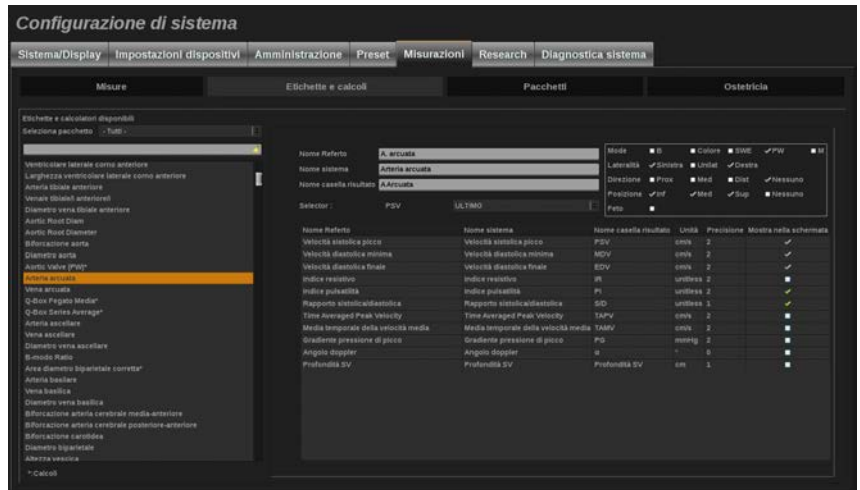 Configurazione di sistema
Sistema/Display Impostazioni dispositivi Amministrazione Preset Misurazioni Research Diagnostica sistema
Misure Etichette e calcoli Pacchetti Ostetricia
Etichette e calcolatori disponibili
Seleziona pacchetto - Tutti -
Ventricolare laterale corno anteriore
Larghezza ventricolare laterale corno anteriore
Arteria tibiale anteriore
Diametro vena tibiale anteriore
Aortic Root Diam
Aortic Root Diameter
Biforcazione aorta
Diametro aorta
Aortic Valve (PW)*
Arteria arcuata
Vena arcuata
Q-Box Fegato Media*
Q-Box Series Average*
Arteria ascellare
Vena ascellare
Diametro vena ascellare
B-modo Ratio
Area diametro biparietale corretta*
Arteria basilare
Vena basilica
Diametro vena basilica
Biforcazione arteria cerebrale media-anteriore
Biforcazione arteria cerebrale posteriore-anteriore
Biforcazione carotidea
Diametro biparietale
Altezza vescica
*:Calcoli
Nome Referto A. arcuata
Nome sistema Arteria arcuata
Nome casella risultato A Arcuata
Selector : PSV ULTIMO
Mode B Colore SWE PW M
Lateralità Sinistra Unilat Destra
Direzione Prox Med Dist Nessuno
Posizione Inf Med Sup Nessuno
Feto
Nome Referto Nome sistema Nome casella risultato Unità Precisione Mostra nella schermata
Velocità sistolica picco Velocità sistolica picco PSV cm/s 2
Velocità diastolica minima Velocità diastolica minima MDV cm/s 2
Velocità diastolica finale Velocità diastolica finale EDV cm/s 2
Indice resistivo Indice resistivo IR unitless 2
Indice pulsatilità Indice pulsatilità PI unitless 2
Rapporto sistolica/diastolica Rapporto sistolica/diastolica S/D unitless 1
Time Averaged Peak Velocity Time Averaged Peak Velocity TAPV cm/s 2
Media temporale della velocità media Media temporale della velocità media TAMV cm/s 2
Gradiente pressione di picco Gradiente pressione di picco PG mmHg 2
Angolo doppler Angolo doppler α ° 0
Profondità SV Profondità SV Profondità SV cm 1